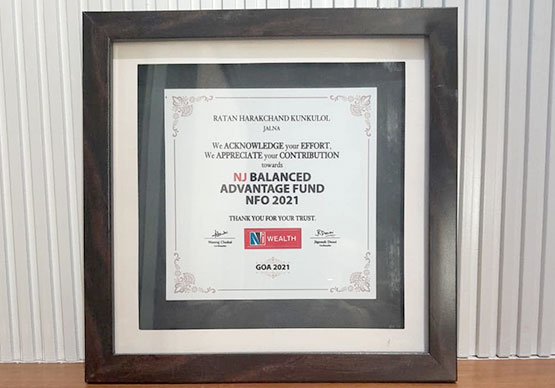 RATAN HARAKCHAND KUNKULOL
JALNA
We ACKNOWLEDGE your EFFORT,
We APPRECIATE your CONTRIBUTION
towards
NJ BALANCED
ADVANTAGE FUND
NFO 2021
THANK YOU FOR YOUR TRUST.
NJ WEALTH
GOA 2021